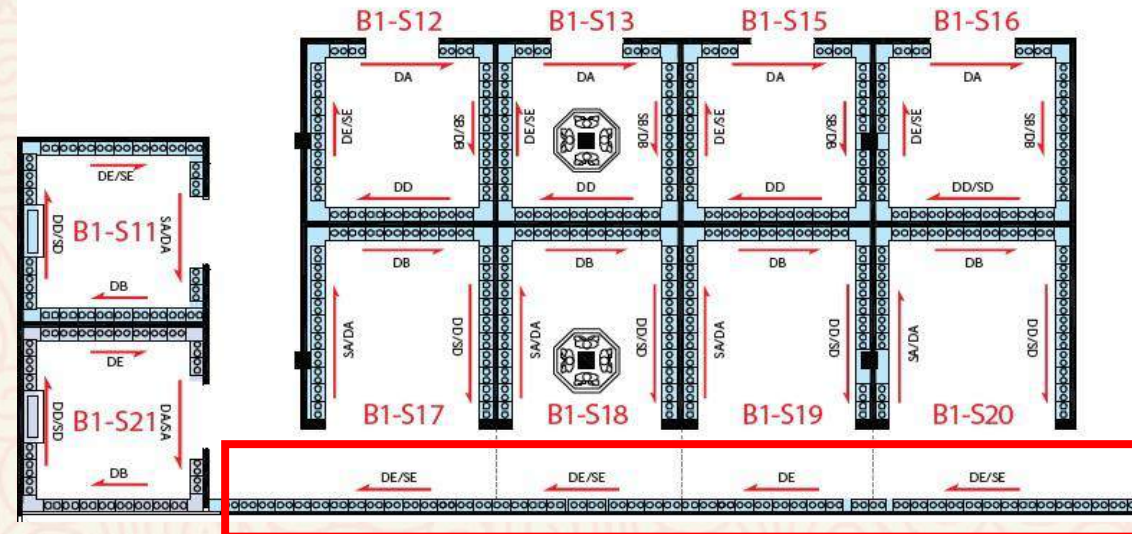 B1-S12 B1-S13 B1-S15 B1-S16
DA DA DA DA
DE/SE SB/DB DE/SE SB/DB DE/SE SB/DB DE/SE SB/DB
DD DD DD DD/SD
DE/SE
DD/SD B1-S11 SA/DA
DB
DB DB DB DB
SA/DA DD/SD SA/DA DD/SD SA/DA DD/SD SA/DA DD/SD
DE
DD/SD B1-S21 DA/SA
DB
B1-S17 B1-S18 B1-S19 B1-S20
DE/SE DE/SE DE DE/SE